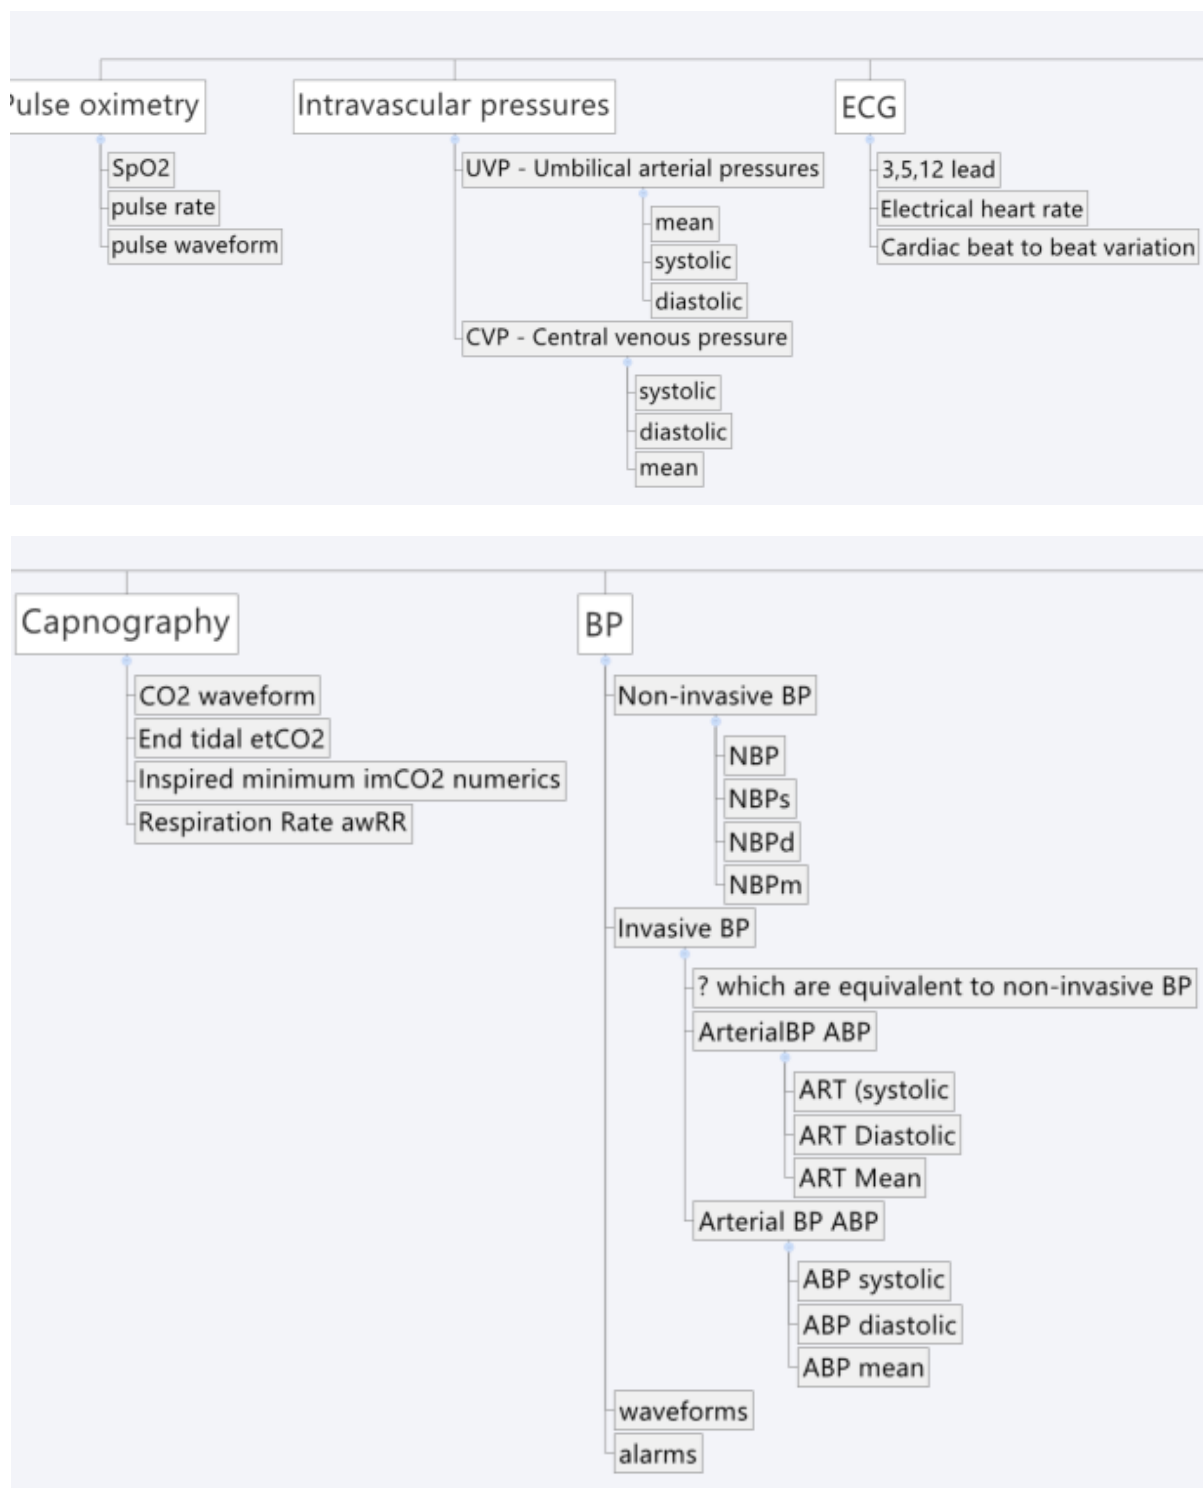 Pulse oximetry
SpO2
pulse rate
pulse waveform
Intravascular pressures
UVP - Umbilical arterial pressures
mean
systolic
diastolic
CVP - Central venous pressure
systolic
diastolic
mean
ECG
3,5,12 lead
Electrical heart rate
Cardiac beat to beat variation
Capnography
CO2 waveform
End tidal etCO2
Inspired minimum imCO2 numerics
Respiration Rate awRR
BP
Non-invasive BP
NBP
NBPs
NBPd
NBPm
Invasive BP
? which are equivalent to non-invasive BP
ArterialBP ABP
ART (systolic
ART Diastolic
ART Mean
Arterial BP ABP
ABP systolic
ABP diastolic
ABP mean
waveforms
alarms